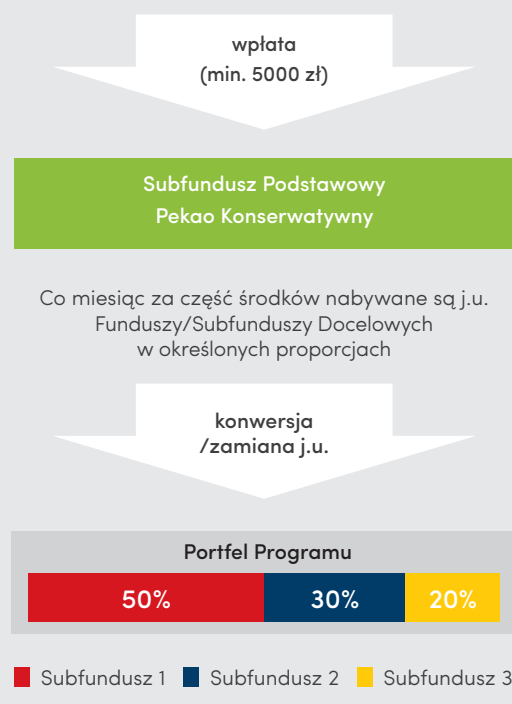 wpłata
(min. 5000 zł)
Subfundusz Podstawowy
Pekao Konserwatywny
Co miesiąc za część środków nabywane są j.u.
Funduszy/Subfunduszy Docelowych
w określonych proporcjach
konwersja
/zamiana j.u.
Portfel Programu
50% 30% 20%
Subfundusz 1 Subfundusz 2 Subfundusz 3